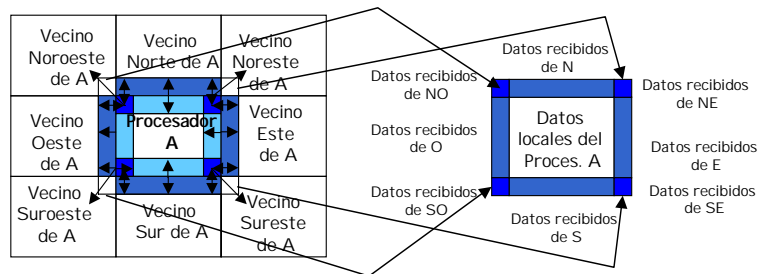 Vecino
Noroeste
de A
Vecino
Norte de A
Vecino
Noreste
de A
Vecino
Oeste
de A
Procesador
A
Vecino
Este
de A
Vecino
Suroeste
de A
Vecino
Sur de A
Vecino
Sureste
de A
Datos recibidos
de N
Datos recibidos
de NO
Datos recibidos
de NE
Datos recibidos
de O
Datos
locales del
Proces. A
Datos recibidos
de E
Datos recibidos
de SO
Datos recibidos
de SE
Datos recibidos
de S